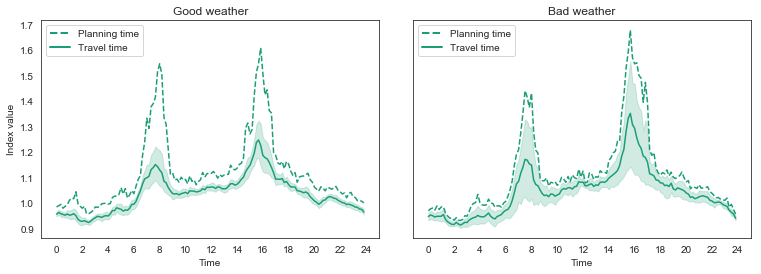 Good weather
Planning time
Travel time
Index value
1.7
1.6
1.5
1.4
1.3
1.2
1.1
1.0
0.9
0 2 4 6 8 10 12 14 16 18 20 22 24
Time
Bad weather
Planning time
Travel time
0 2 4 6 8 10 12 14 16 18 20 22 24
Time